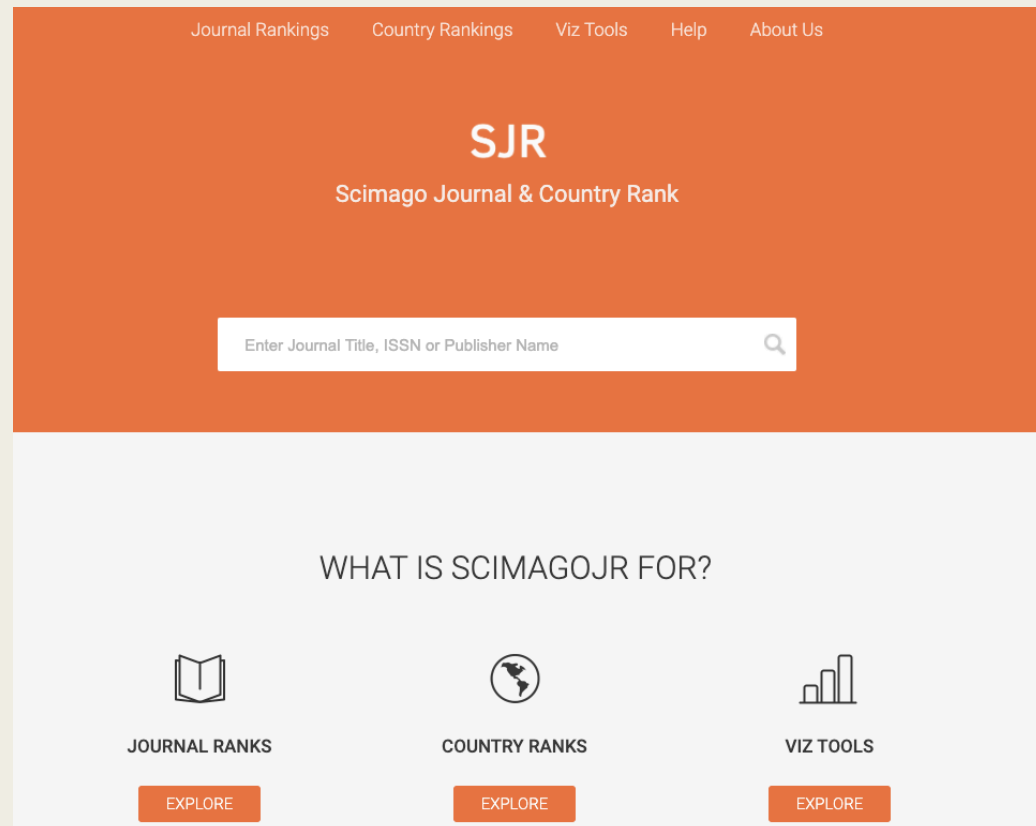 Journal Rankings Country Rankings Viz Tools Help About Us
SJR
Scimago Journal & Country Rank
Enter Journal Title, ISSN or Publisher Name
WHAT IS SCIMAGOJR FOR?
JOURNAL RANKS COUNTRY RANKS VIZ TOOLS
EXPLORE EXPLORE EXPLORE